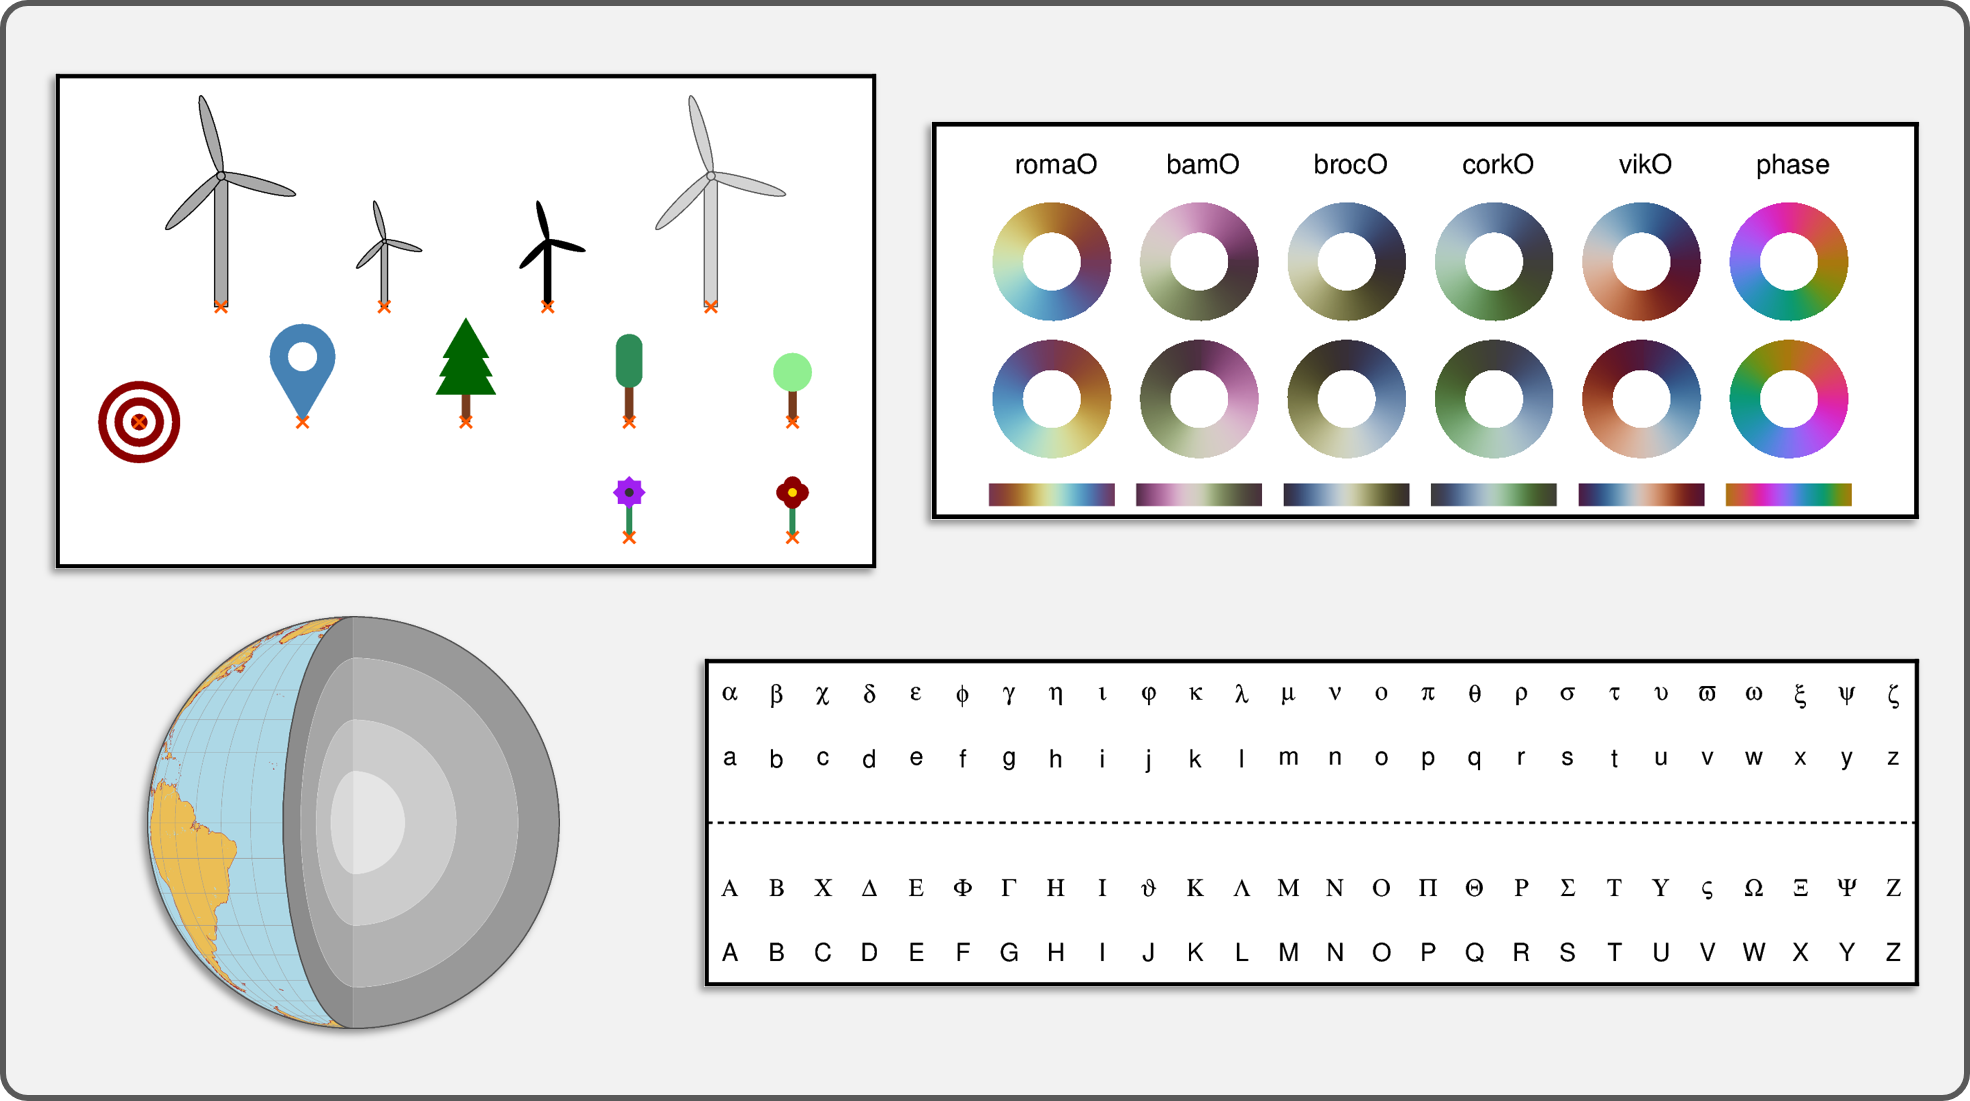 romaO bamO brocO corkO vikO phase
α β χ δ ε ϕ γ η ι φ κ λ μ ν ο π θ ρ σ τ υ ϖ ω ξ ψ ζ
a b c d e f g h i j k l m n o p q r s t u v w x y z
Α Β Χ Δ Ε Φ Γ Η Ι ϑ Κ Λ Μ Ν Ο Π Θ Ρ Σ Τ Υ ς Ω Ξ Ψ Ζ
A B C D E F G H I J K L M N O P Q R S T U V W X Y Z